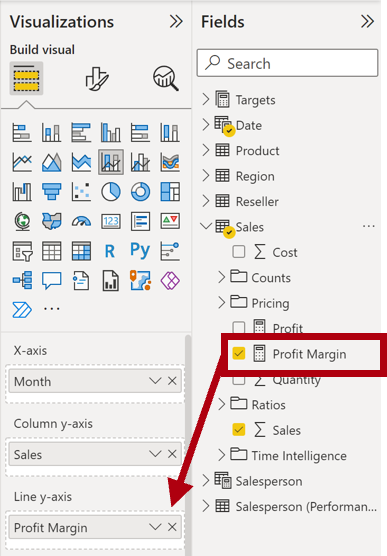 Visualizations
Build visual
123
R
Py
...
X-axis
Month
Column y-axis
Sales
Line y-axis
Profit Margin
Fields
Search
Targets
Date
Product
Region
Reseller
Sales
...
Cost
Counts
Pricing
Profit
Profit Margin
Quantity
Ratios
Sales
Time Intelligence
Salesperson
Salesperson (Performan...